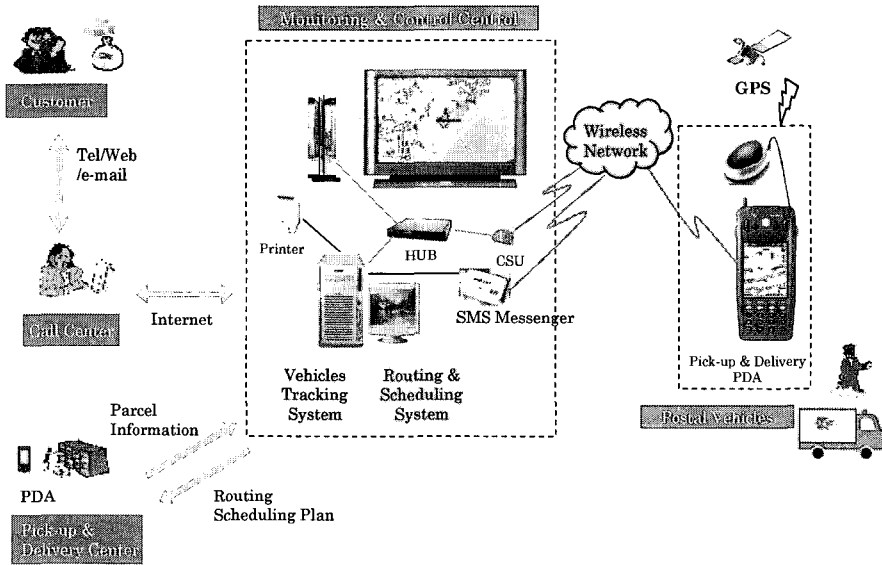 Monitoring & Control Central
Customer
Tel/Web
/e-mail
Call Center
Internet
Printer
HUB
CSU
SMS Messenger
Vehicles
Tracking
System
Routing &
Scheduling
System
Wireless
Network
GPS
Pick-up & Delivery
PDA
Postal Vehicles
Parcel
Information
PDA
Routing
Scheduling Plan
Pick-up &
Delivery Center